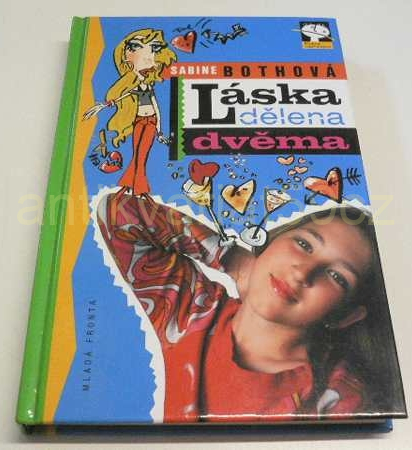 SABINE BOTHOVÁ
Láska
dělena
dvěma
MLADÁ FRONTA